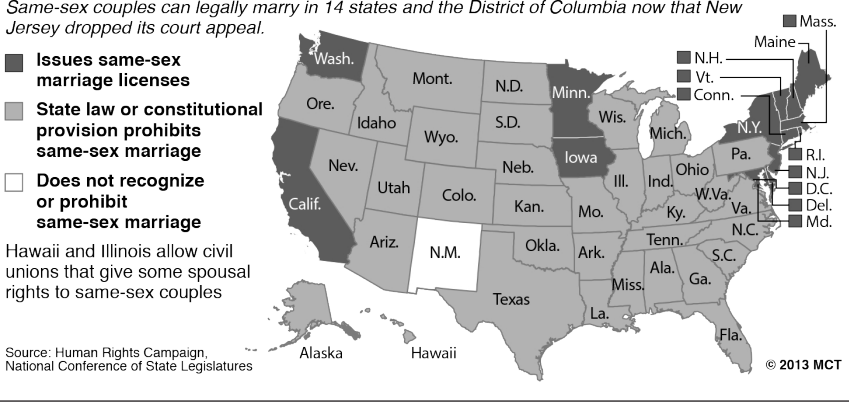 Same-sex couples can legally marry in 14 states and the District of Columbia now that New
Jersey dropped its court appeal.
Issues same-sex
marriage licenses
State law or constitutional
provision prohibits
same-sex marriage
Does not recognize
or prohibit
same-sex marriage
Hawaii and Illinois allow civil
unions that give some spousal
rights to same-sex couples
Source: Human Rights Campaign,
National Conference of State Legislatures
Wash.
Ore.
Calif.
Idaho
Nev.
Mont.
Wyo.
Utah
Ariz.
Colo.
N.M.
N.D.
S.D.
Neb.
Kan.
Okla.
Texas
Minn.
Iowa
Mo.
Ark.
La.
Wis.
Ill.
Mich.
Ind.
Ohio
Ky.
Tenn.
Miss.
Ala.
Ga.
Fla.
S.C.
N.C.
Va.
W.Va.
Pa.
N.Y.
Maine
Mass.
N.H.
Vt.
Conn.
R.I.
N.J.
D.C.
Del.
Md.
Alaska
Hawaii
© 2013 MCT